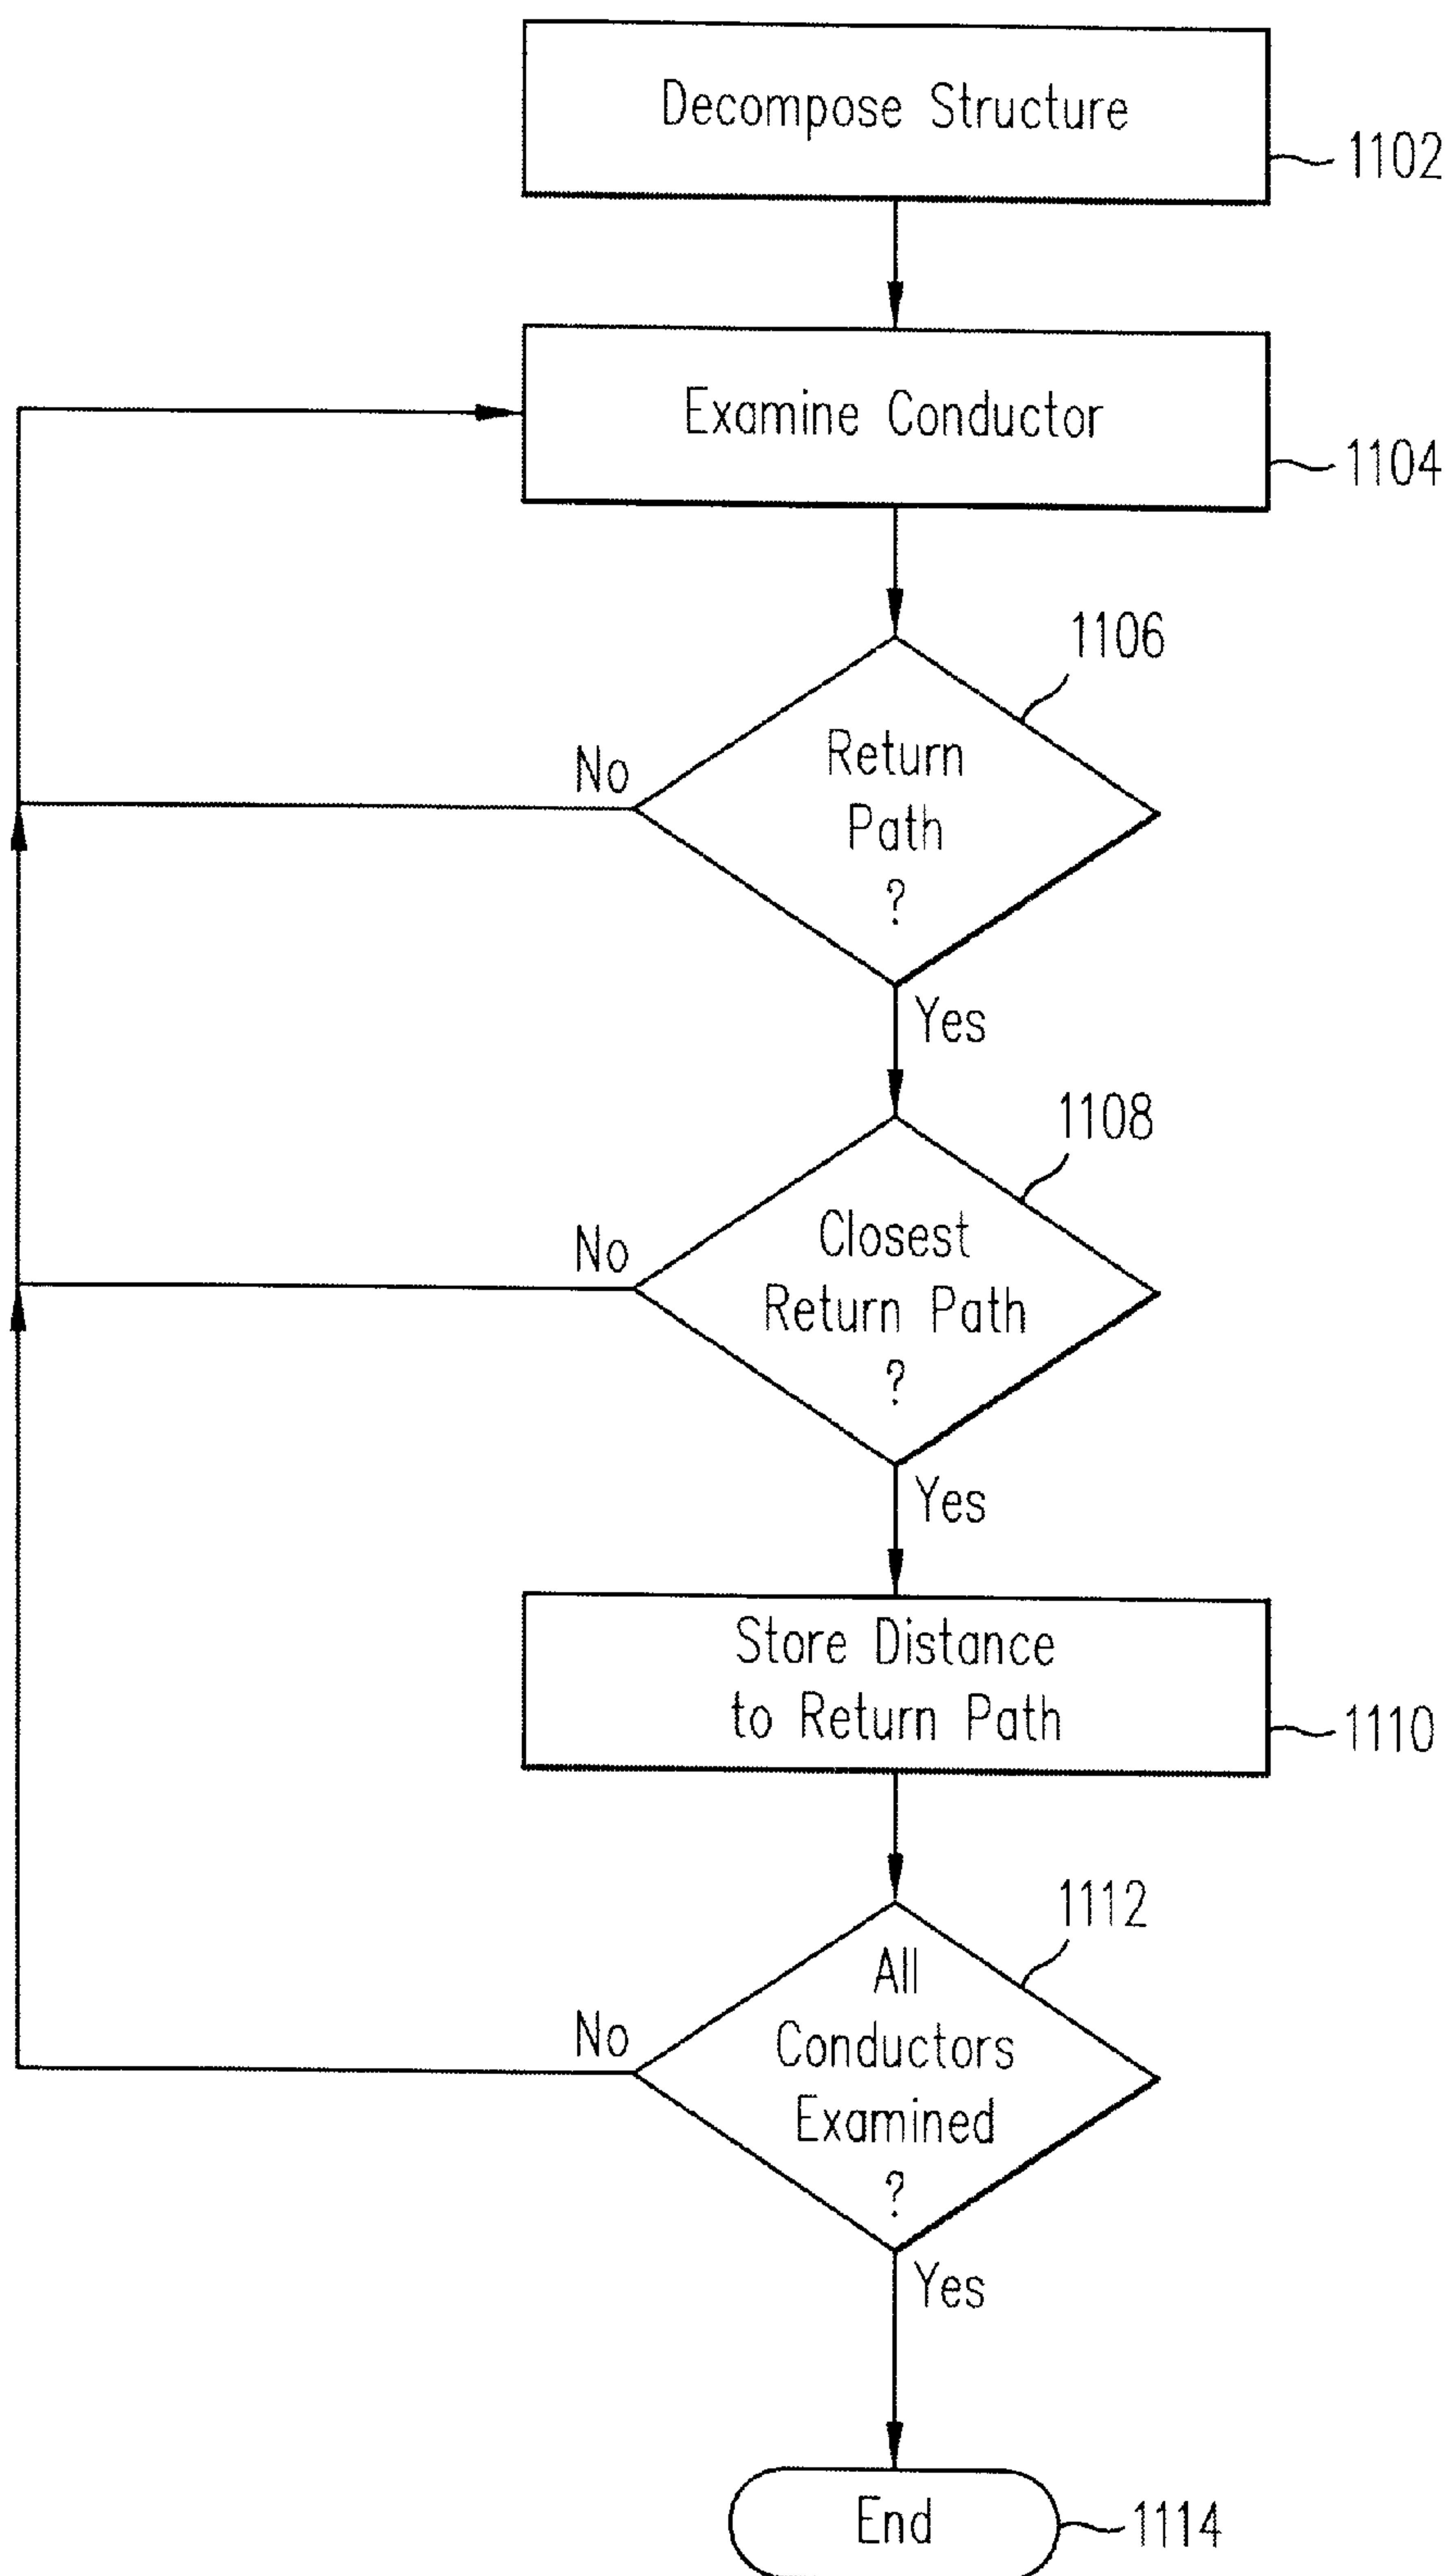 Decompose Structure
1102
Examine Conductor
1104
1106
Return
Path
?
No
Yes
1108
Closest
Return Path
?
No
Yes
Store Distance
to Return Path
1110
1112
All
Conductors
Examined
?
No
Yes
End
1114